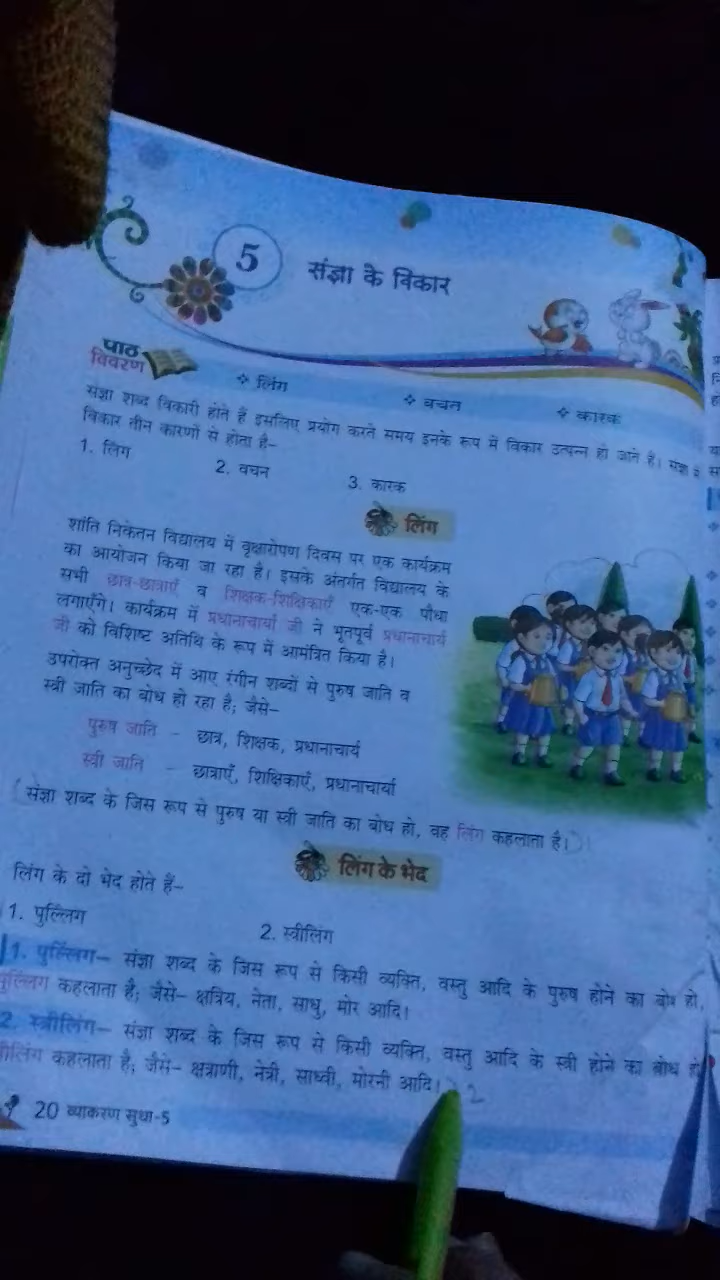 5
संज्ञा के विकार
पाठ
विवरण
❖ लिंग ❖ वचन ❖ कारक
संज्ञा शब्द विकारी होते हैं इसलिए प्रयोग करते समय इनके रूप में विकार उत्पन्न हो जाते हैं। संज्ञा में
विकार तीन कारणों से होता है–
1. लिंग 2. वचन 3. कारक
लिंग
शांति निकेतन विद्यालय में वृक्षारोपण दिवस पर एक कार्यक्रम
का आयोजन किया जा रहा है। इसके अंतर्गत विद्यालय के
सभी छात्र-छात्राएँ व शिक्षक-शिक्षिकाएँ एक-एक पौधा
लगाएँगे। कार्यक्रम में प्रधानाचार्या जी ने भूतपूर्व प्रधानाचार्य
जी को विशिष्ट अतिथि के रूप में आमंत्रित किया है।
उपरोक्त अनुच्छेद में आए रंगीन शब्दों से पुरुष जाति व
स्त्री जाति का बोध हो रहा है; जैसे–
पुरुष जाति – छात्र, शिक्षक, प्रधानाचार्य
स्त्री जाति – छात्राएँ, शिक्षिकाएँ, प्रधानाचार्या
(संज्ञा शब्द के जिस रूप से पुरुष या स्त्री जाति का बोध हो, वह लिंग कहलाता है।)
लिंग के भेद
लिंग के दो भेद होते हैं–
1. पुल्लिंग 2. स्त्रीलिंग
1. पुल्लिंग– संज्ञा शब्द के जिस रूप से किसी व्यक्ति, वस्तु आदि के पुरुष होने का बोध हो,
पुल्लिंग कहलाता है; जैसे– क्षत्रिय, नेता, साधु, मोर आदि।
2. स्त्रीलिंग– संज्ञा शब्द के जिस रूप से किसी व्यक्ति, वस्तु आदि के स्त्री होने का बोध हो
स्त्रीलिंग कहलाता है; जैसे– क्षत्राणी, नेत्री, साध्वी, मोरनी आदि। 2
20 व्याकरण सुधा-5